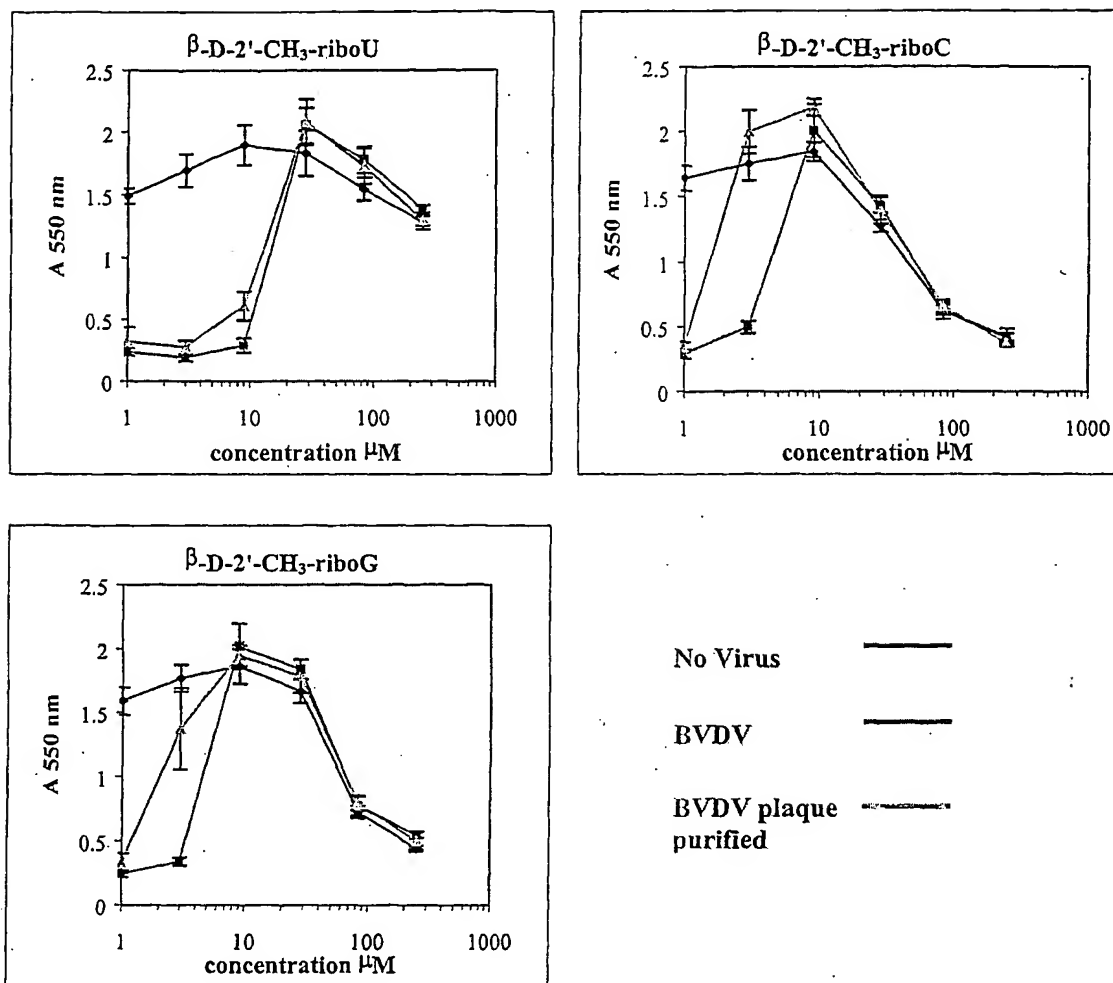 β-D-2'-CH₃-riboU
2.5
2
1.5
1
0.5
0
A 550 nm
1 10 100 1000
concentration μM
β-D-2'-CH₃-riboC
2.5
2
1.5
1
0.5
0
A 550 nm
1 10 100 1000
concentration μM
β-D-2'-CH₃-riboG
2.5
2
1.5
1
0.5
0
A 550 nm
1 10 100 1000
concentration μM
No Virus
BVDV
BVDV plaque
purified